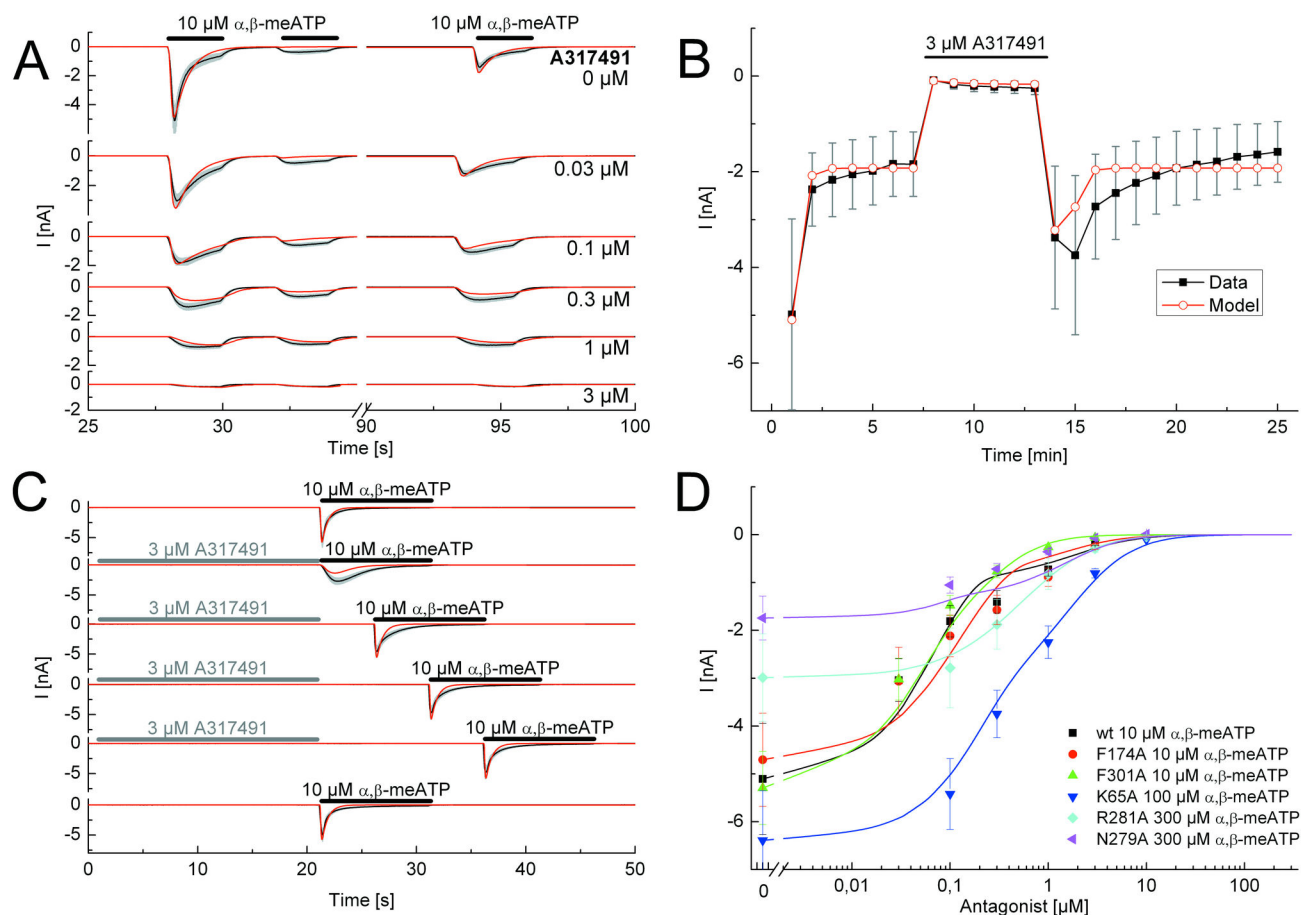 A
10 µM α,β-meATP
10 µM α,β-meATP
A317491
0 µM
0.03 µM
0.1 µM
0.3 µM
1 µM
3 µM
I [nA]
0
-2
-4
0
-2
0
-2
0
-2
0
-2
0
-2
25
30
90
95
100
Time [s]
B
3 µM A317491
I [nA]
0
-2
-4
-6
Data
Model
0
5
10
15
20
25
Time [min]
C
10 µM α,β-meATP
3 µM A317491
10 µM α,β-meATP
3 µM A317491
10 µM α,β-meATP
3 µM A317491
10 µM α,β-meATP
3 µM A317491
10 µM α,β-meATP
10 µM α,β-meATP
I [nA]
0
-5
0
-5
0
-5
0
-5
0
-5
0
-5
0
10
20
30
40
50
Time [s]
D
I [nA]
0
-2
-4
-6
wt 10 µM α,β-meATP
F174A 10 µM α,β-meATP
F301A 10 µM α,β-meATP
K65A 100 µM α,β-meATP
R281A 300 µM α,β-meATP
N279A 300 µM α,β-meATP
0
0,01
0,1
1
10
100
Antagonist [µM]